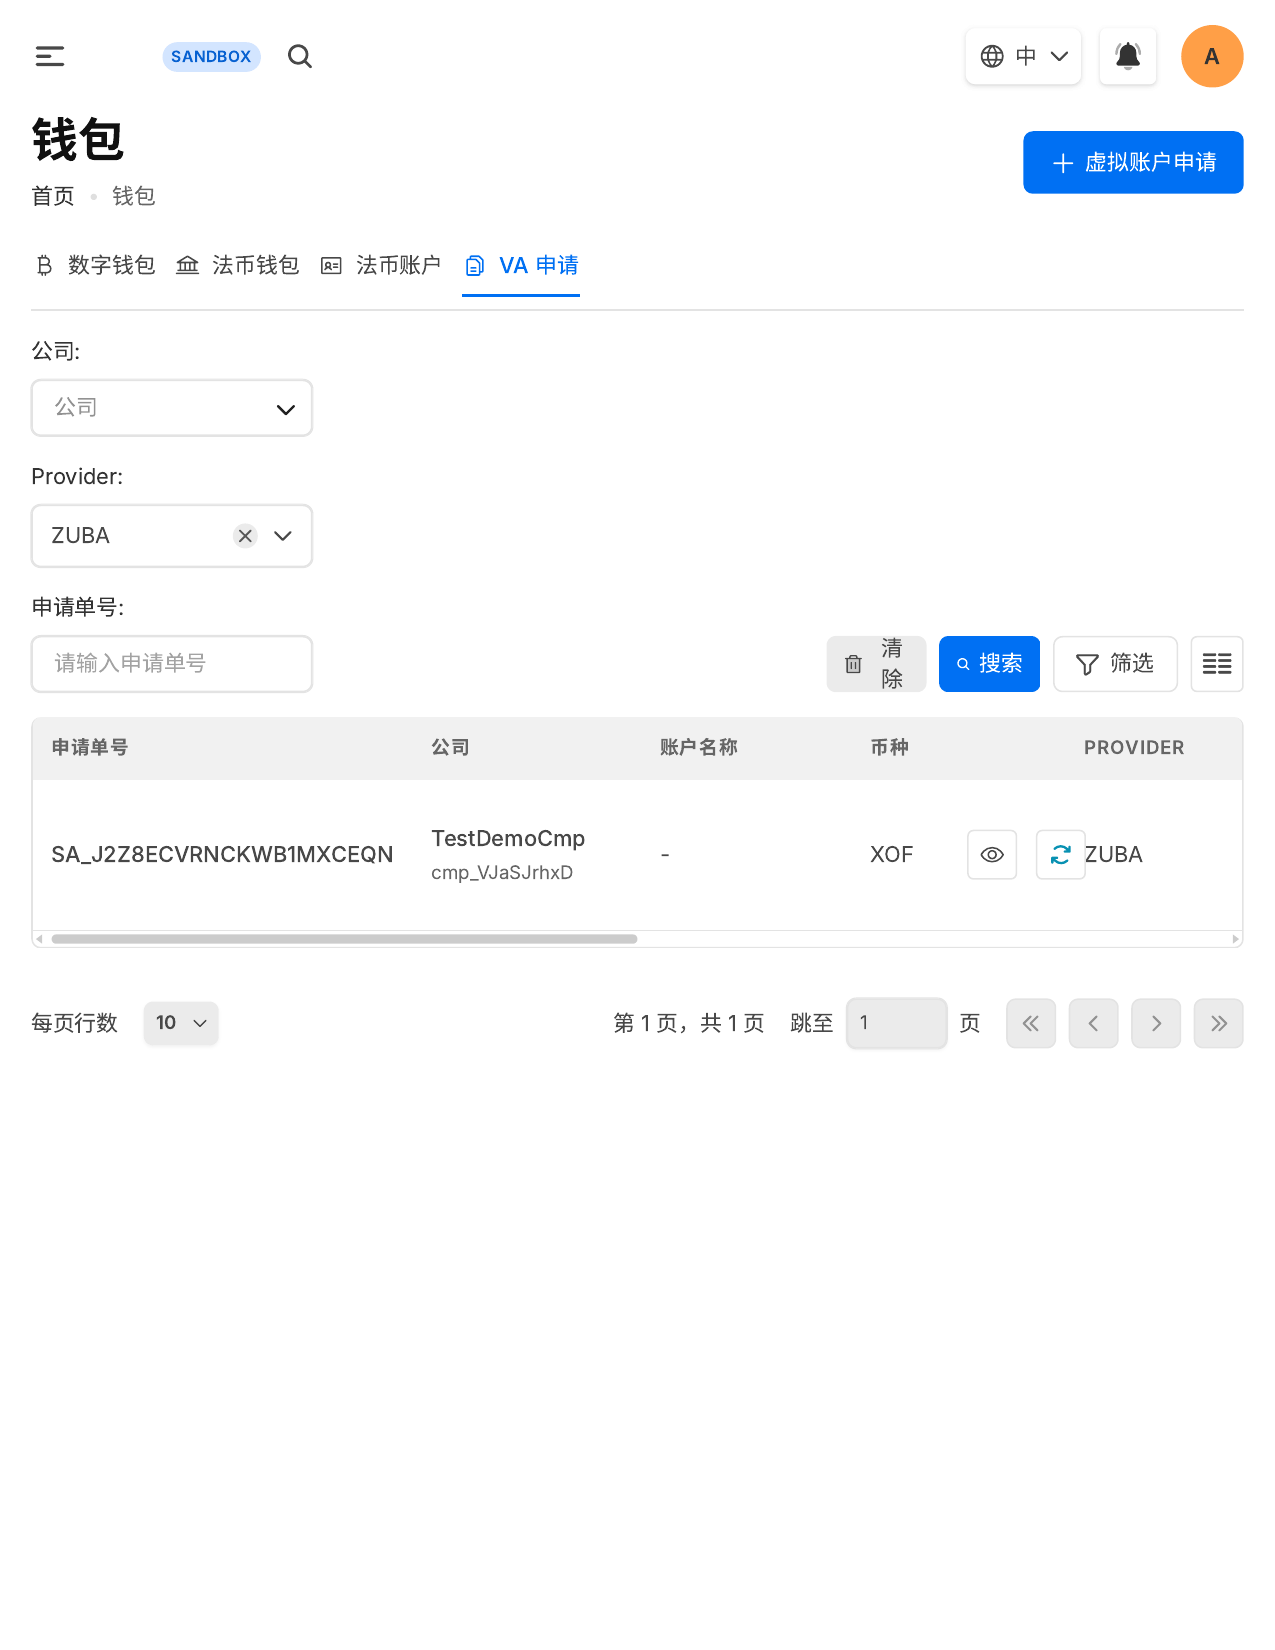 SANDBOX
中
A
钱包
首页 • 钱包
虚拟账户申请
数字钱包 法币钱包 法币账户 VA 申请
公司:
公司
Provider:
ZUBA
申请单号:
请输入申请单号
清除
搜索
筛选
申请单号 公司 账户名称 币种 PROVIDER
SA_J2Z8ECVRNCKWB1MXCEQN TestDemoCmp - XOF ZUBA
cmp_VJaSJrhxD
每页行数 10 第 1 页，共 1 页 跳至 1 页